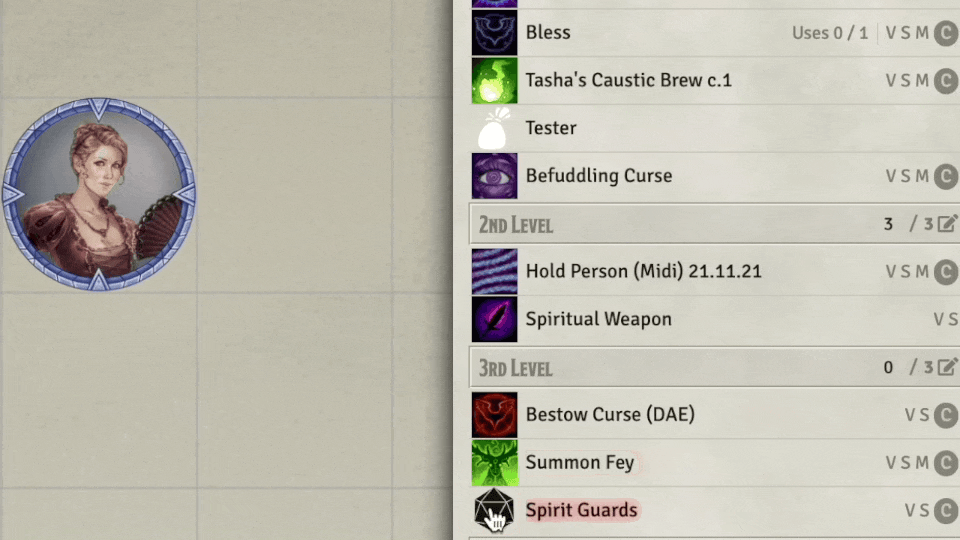 Bless Uses 0 / 1 V S M C
Tasha's Caustic Brew c.1 V S M C
Tester
Befuddling Curse V S M C
2ND LEVEL 3 / 3
Hold Person (Midi) 21.11.21 V S M C
Spiritual Weapon V S
3RD LEVEL 0 / 3
Bestow Curse (DAE) V S C
Summon Fey V S M C
Spirit Guards V S C